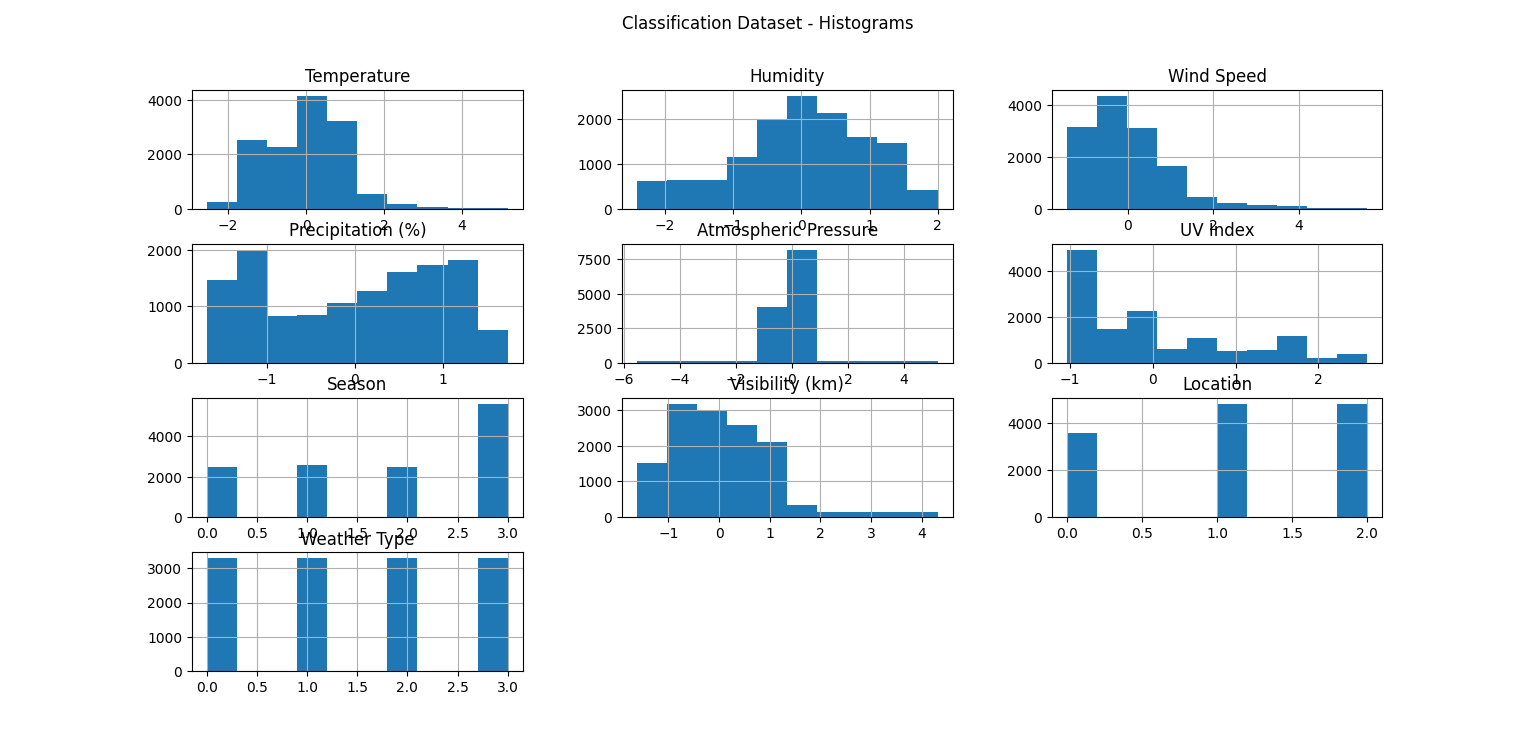 Classification Dataset - Histograms
Temperature
Humidity
Wind Speed
4000
2000
0
−2 0 2 4
2000
1000
0
−2 −1 0 1 2
4000
2000
0
0 2 4
Precipitation (%)
Atmospheric Pressure
UV Index
2000
1000
0
−1 0 1
7500
5000
2500
0
−6 −4 −2 0 2 4
4000
2000
0
−1 0 1 2
Season
Visibility (km)
Location
4000
2000
0
0.0 0.5 1.0 1.5 2.0 2.5 3.0
3000
2000
1000
0
−1 0 1 2 3 4
4000
2000
0
0.0 0.5 1.0 1.5 2.0
Weather Type
3000
2000
1000
0
0.0 0.5 1.0 1.5 2.0 2.5 3.0